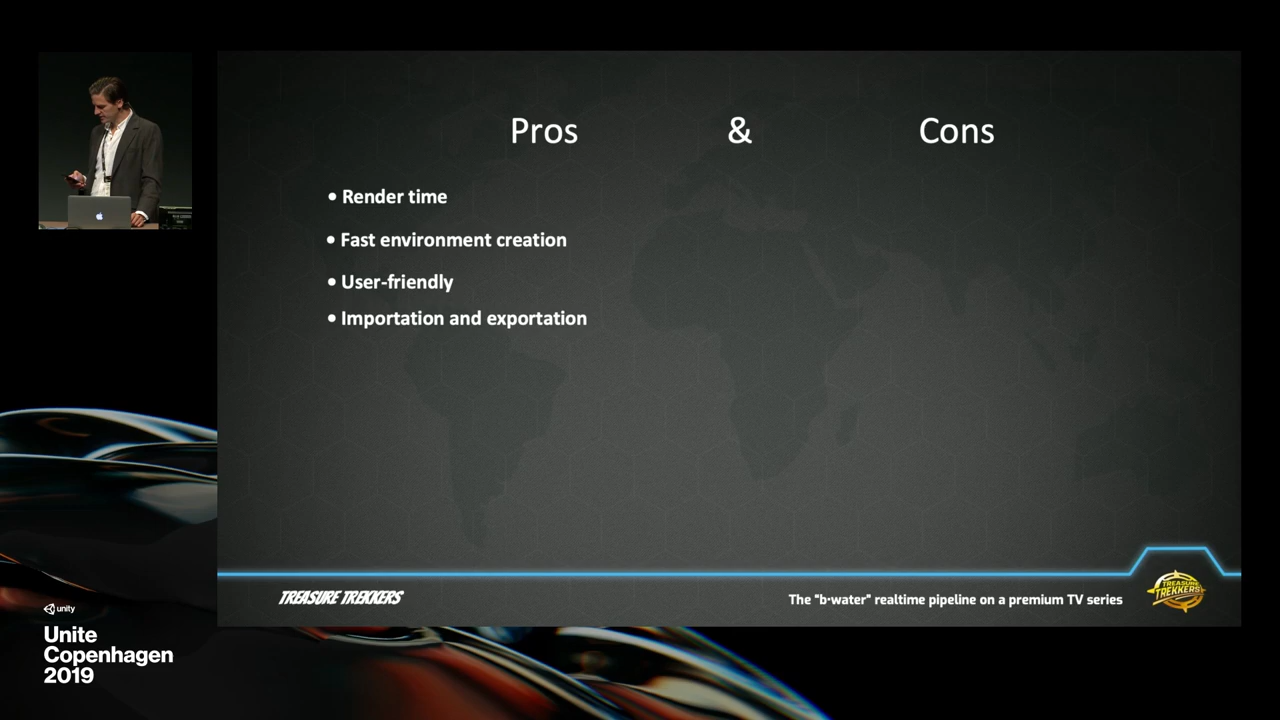 Pros & Cons
• Render time
• Fast environment creation
• User-friendly
• Importation and exportation
TREASURE TREKKERS
The "b·water" realtime pipeline on a premium TV series
TREASURE
TREKKERS
unity
Unite
Copenhagen
2019